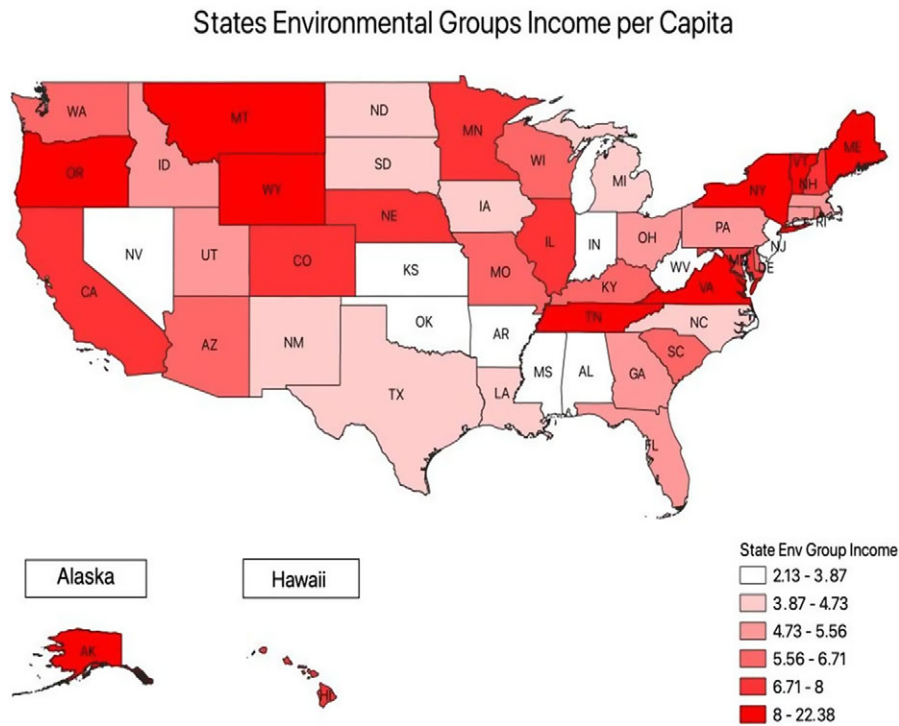 States Environmental Groups Income per Capita
WA
MT
ND
MN
ME
OR
ID
SD
WI
MI
VT
NH
NY
WY
IA
NE
PA
RI
NV
UT
CO
IL
IN
OH
NJ
CA
KS
MO
WV
MD
DE
KY
VA
AZ
NM
OK
AR
TN
NC
MS
AL
GA
SC
TX
LA
FL
Alaska
Hawaii
AK
HI
State Env Group Income
2.13 - 3.87
3.87 - 4.73
4.73 - 5.56
5.56 - 6.71
6.71 - 8
8 - 22.38